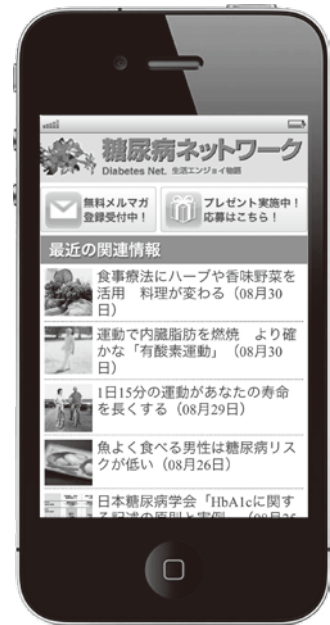 糖尿病ネットワーク
Diabetes Net. 生活エンジョイ物語
無料メルマガ
登録受付中！
プレゼント実施中！
応募はこちら！
最近の関連情報
食事療法にハーブや香味野菜を
活用　料理が変わる（08月30
日）
運動で内臓脂肪を燃焼　より確
かな「有酸素運動」（08月30
日）
1日15分の運動があなたの寿命
を長くする（08月29日）
魚よく食べる男性は糖尿病リス
クが低い（08月26日）
日本糖尿病学会「HbA1cに関す
る記述の原則と実例